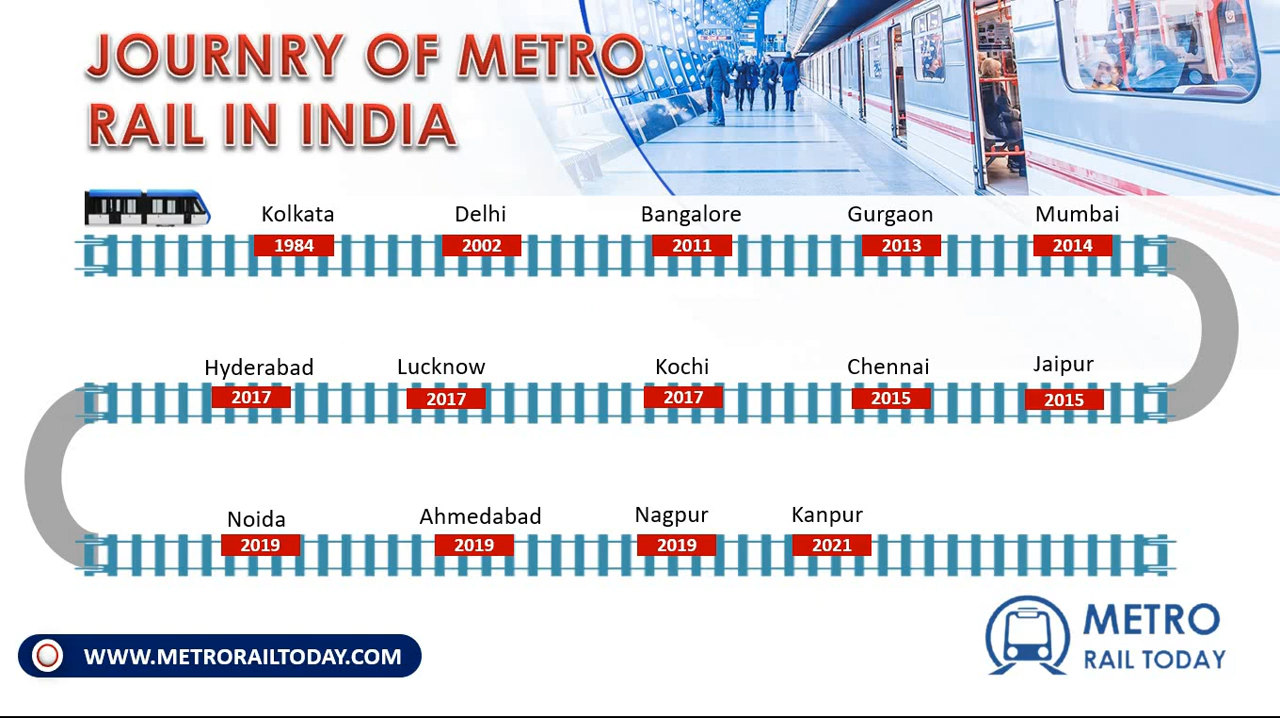 JOURNRY OF METRO
RAIL IN INDIA
Kolkata Delhi Bangalore Gurgaon Mumbai
1984 2002 2011 2013 2014
Hyderabad Lucknow Kochi Chennai Jaipur
2017 2017 2017 2015 2015
Noida Ahmedabad Nagpur Kanpur
2019 2019 2019 2021
METRO
RAIL TODAY
WWW.METRORAILTODAY.COM